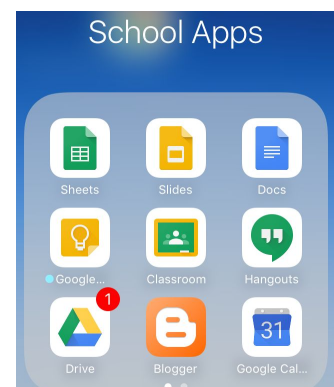 School Apps
Sheets Slides Docs
Google... Classroom Hangouts
1
Drive Blogger Google Cal...
31